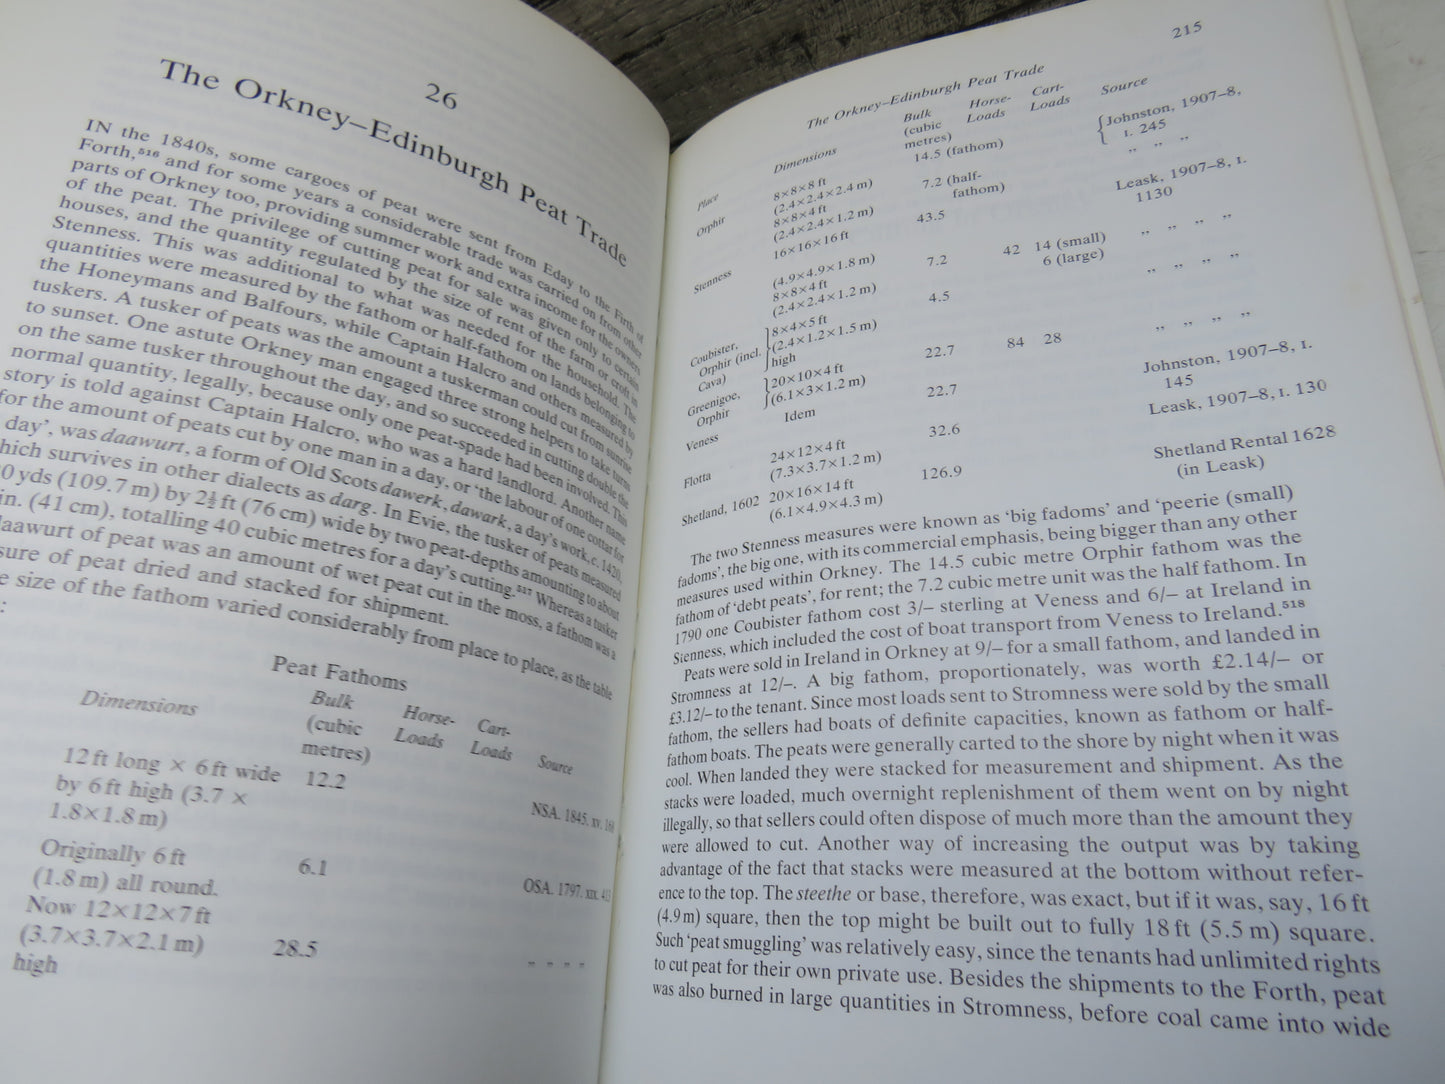 26
The Orkney–Edinburgh Peat Trade
IN the 1840s, some cargoes of peat were sent from Eday to the Firth of
Forth,⁵¹⁶ and for some years a considerable trade was carried on from other
parts of Orkney too, providing summer work and extra income for the owners
of the peat. The privilege of cutting peat for sale was given only to certain
houses, and the quantity regulated by the size of rent of the farm or croft in
Stenness. This was additional to what was needed for the household. The
quantities were measured by the fathom or half-fathom on lands belonging to
the Honeymans and Balfours, while Captain Halcro and others measured by
tuskers. A tusker of peats was the amount a tuskerman could cut from sunrise
to sunset. One astute Orkney man engaged three strong helpers to take turns
on the same tusker throughout the day, and so succeeded in cutting double the
normal quantity, legally, because only one peat-spade had been involved. This
story is told against Captain Halcro, who was a hard landlord. Another name
for the amount of peats cut by one man in a day, or 'the labour of one cottar for
day', was daawurt, a form of Old Scots dawerk, dawark, a day's work, c. 1420,
hich survives in other dialects as darg. In Evie, the tusker of peats measured
0 yds (109.7 m) by 2½ ft (76 cm) wide by two peat-depths amounting to about
in. (41 cm), totalling 40 cubic metres for a day's cutting.⁵¹⁷ Whereas a tusker
aawurt of peat was an amount of wet peat cut in the moss, a fathom was a
sure of peat dried and stacked for shipment.
e size of the fathom varied considerably from place to place, as the table
:
Peat Fathoms
Dimensions Bulk (cubic metres) Horse-Loads Cart-Loads Source
12 ft long × 6 ft wide 12.2
by 6 ft high (3.7 ×
1.8×1.8 m) NSA. 1845. xv.
Originally 6 ft 6.1
(1.8 m) all round. OSA. 1797. xix.
Now 12×12×7 ft
(3.7×3.7×2.1 m) 28.5 „ „ „ „
high
215
The Orkney–Edinburgh Peat Trade
Place Dimensions Bulk (cubic metres) Horse-Loads Cart-Loads Source
Orphir 8×8×8 ft 14.5 (fathom) Johnston, 1907–8,
(2.4×2.4×2.4 m) I. 245
8×8×4 ft 7.2 (half- „ „ „
(2.4×2.4×1.2 m) fathom)
Stenness 16×16×16 ft 43.5 Leask, 1907–8, I.
(4.9×4.9×1.8 m) 42 14 (small) 1130
8×8×4 ft 7.2 6 (large) „ „ „ „
(2.4×2.4×1.2 m)
Coubister, 8×4×5 ft 4.5 „ „ „ „
Orphir (incl. (2.4×1.2×1.5 m)
Cava) high
Greenigoe, 20×10×4 ft 22.7 84 28 „ „ „ „
Orphir (6.1×3×1.2 m)
Veness Idem 22.7 Johnston, 1907–8, I.
145
Flotta 24×12×4 ft 32.6 Leask, 1907–8, I. 130
(7.3×3.7×1.2 m)
Shetland, 1602 20×16×14 ft 126.9 Shetland Rental 1628
(6.1×4.9×4.3 m) (in Leask)
The two Stenness measures were known as 'big fadoms' and 'peerie (small)
fadoms', the big one, with its commercial emphasis, being bigger than any other
measures used within Orkney. The 14.5 cubic metre Orphir fathom was the
fathom of 'debt peats', for rent; the 7.2 cubic metre unit was the half fathom. In
1790 one Coubister fathom cost 3/– sterling at Veness and 6/– at Ireland in
Stenness, which included the cost of boat transport from Veness to Ireland.⁵¹⁸
Peats were sold in Ireland in Orkney at 9/– for a small fathom, and landed in
Stromness at 12/–. A big fathom, proportionately, was worth £2.14/– or
£3.12/– to the tenant. Since most loads sent to Stromness were sold by the small
fathom, the sellers had boats of definite capacities, known as fathom or half-
fathom boats. The peats were generally carted to the shore by night when it was
cool. When landed they were stacked for measurement and shipment. As the
stacks were loaded, much overnight replenishment of them went on by night
illegally, so that sellers could often dispose of much more than the amount they
were allowed to cut. Another way of increasing the output was by taking
advantage of the fact that stacks were measured at the bottom without refer-
ence to the top. The steethe or base, therefore, was exact, but if it was, say, 16 ft
(4.9 m) square, then the top might be built out to fully 18 ft (5.5 m) square.
Such 'peat smuggling' was relatively easy, since the tenants had unlimited rights
to cut peat for their own private use. Besides the shipments to the Forth, peat
was also burned in large quantities in Stromness, before coal came into wide